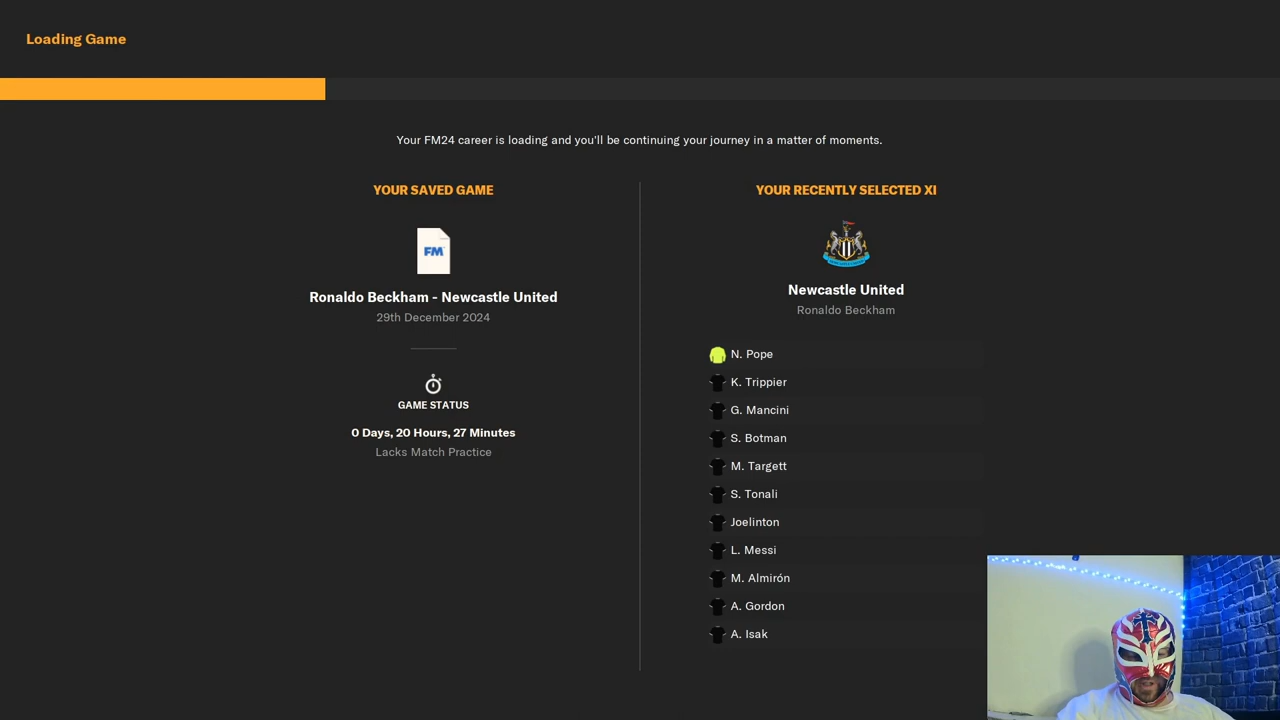 Loading Game
Your FM24 career is loading and you'll be continuing your journey in a matter of moments.
YOUR SAVED GAME
FM
Ronaldo Beckham - Newcastle United
29th December 2024
GAME STATUS
0 Days, 20 Hours, 27 Minutes
Lacks Match Practice
YOUR RECENTLY SELECTED XI
Newcastle United
Ronaldo Beckham
N. Pope
K. Trippier
G. Mancini
S. Botman
M. Targett
S. Tonali
Joelinton
L. Messi
M. Almirón
A. Gordon
A. Isak